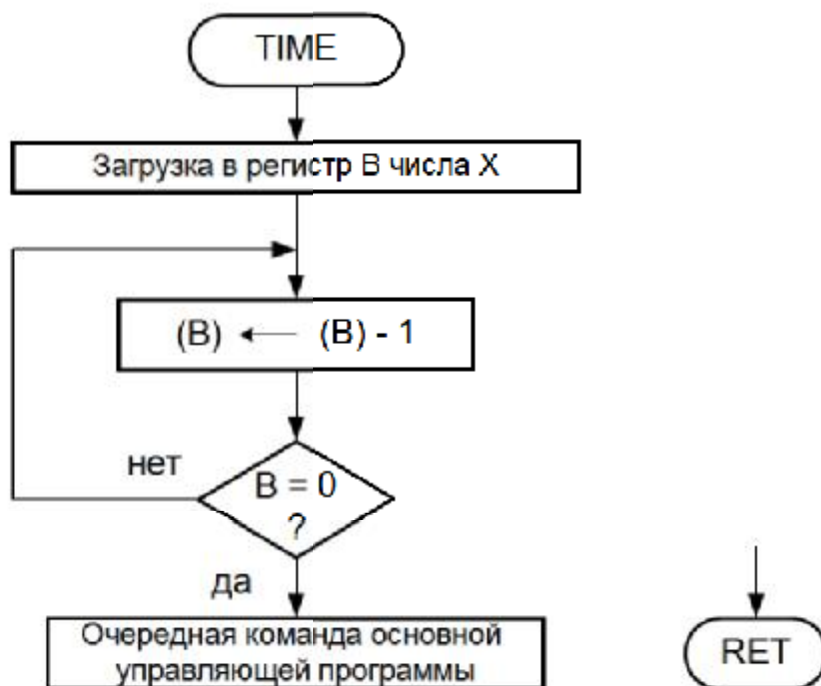 TIME
Загрузка в регистр В числа X
(B) ← (B) - 1
нет
B = 0
?
да
Очередная команда основной
управляющей программы
RET